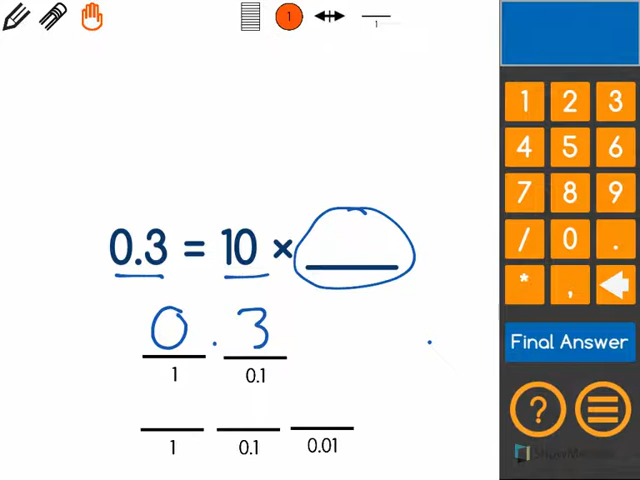 1
1
1 2 3
4 5 6
7 8 9
/ 0 .
* ,
0.3 = 10 × ____
0 . 3
1 0.1
Final Answer
?
1 0.1 0.01
ShowMe